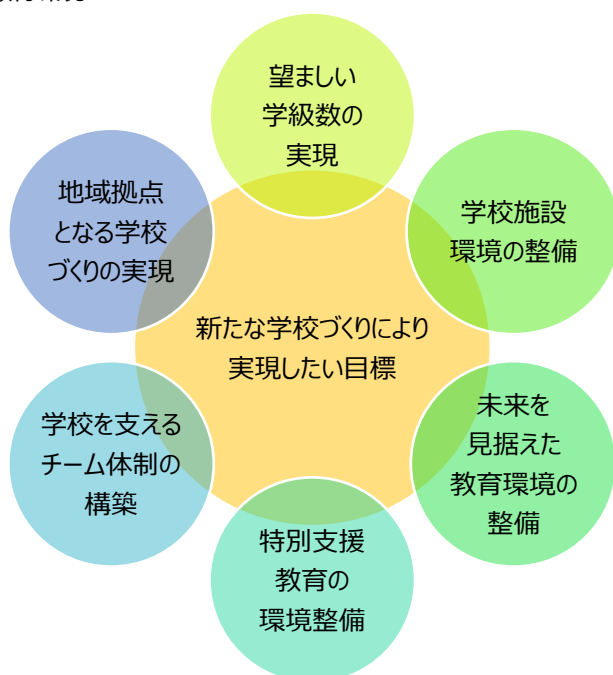 望ましい
学級数の
実現
学校施設
環境の整備
未来を
見据えた
教育環境の
整備
特別支援
教育の
環境整備
学校を支える
チーム体制の
構築
地域拠点
となる学校
づくりの実現
新たな学校づくりにより
実現したい目標